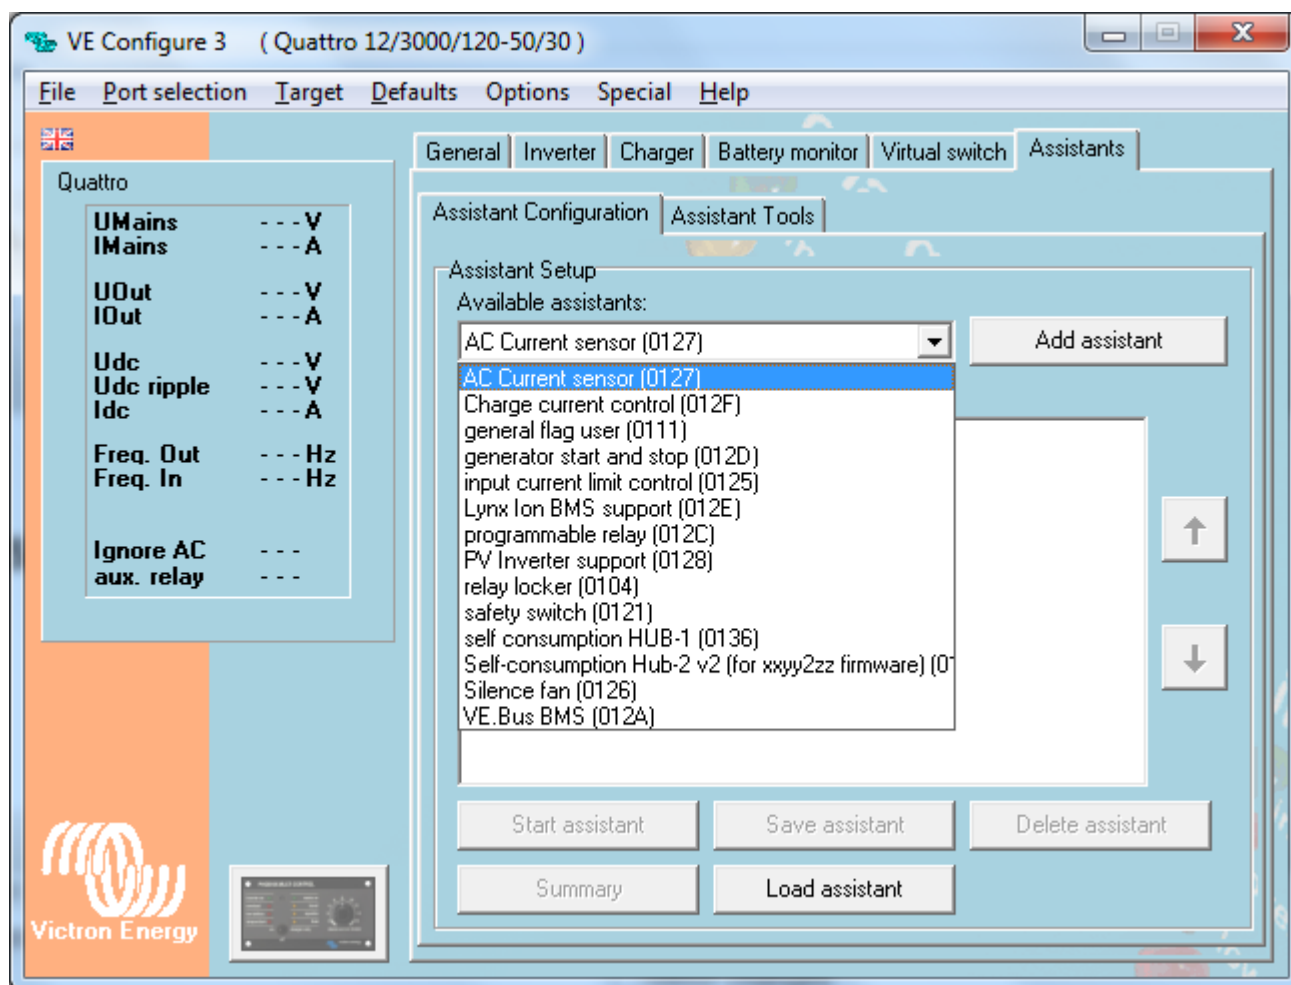 VE Configure 3 ( Quattro 12/3000/120-50/30 )
File Port selection Target Defaults Options Special Help
General Inverter Charger Battery monitor Virtual switch Assistants
Quattro
UMains - - - V
IMains - - - A
UOut - - - V
IOut - - - A
Udc - - - V
Udc ripple - - - V
Idc - - - A
Freq. Out - - - Hz
Freq. In - - - Hz
Ignore AC - - -
aux. relay - - -
Victron Energy
Assistant Configuration Assistant Tools
Assistant Setup
Available assistants:
AC Current sensor (0127) Add assistant
AC Current sensor (0127)
Charge current control (012F)
general flag user (0111)
generator start and stop (012D)
input current limit control (0125)
Lynx Ion BMS support (012E)
programmable relay (012C)
PV Inverter support (0128)
relay locker (0104)
safety switch (0121)
self consumption HUB-1 (0136)
Self-consumption Hub-2 v2 (for xxyy2zz firmware) (0
Silence fan (0126)
VE.Bus BMS (012A)
Start assistant Save assistant Delete assistant
Summary Load assistant